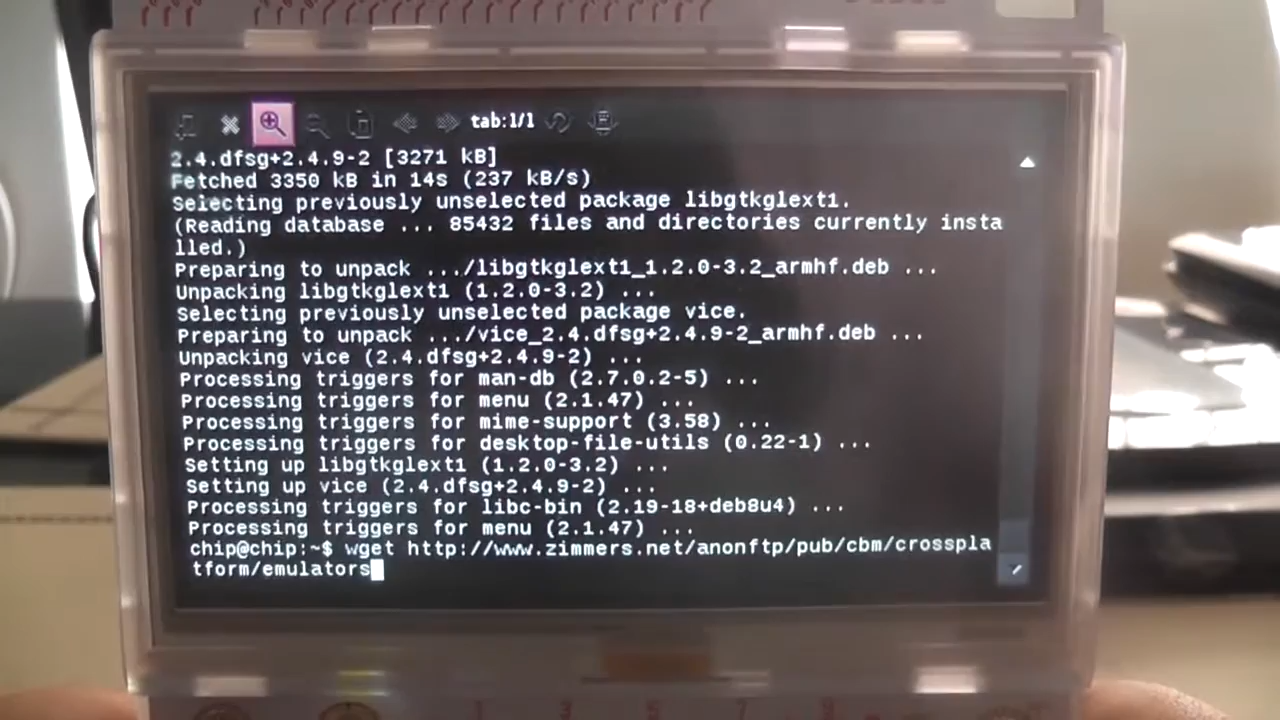 tab:1/1
2.4.dfsg+2.4.9-2 [3271 kB]
Fetched 3350 kB in 14s (237 kB/s)
Selecting previously unselected package libgtkglext1.
(Reading database ... 85432 files and directories currently insta
lled.)
Preparing to unpack .../libgtkglext1_1.2.0-3.2_armhf.deb ...
Unpacking libgtkglext1 (1.2.0-3.2) ...
Selecting previously unselected package vice.
Preparing to unpack .../vice_2.4.dfsg+2.4.9-2_armhf.deb ...
Unpacking vice (2.4.dfsg+2.4.9-2) ...
Processing triggers for man-db (2.7.0.2-5) ...
Processing triggers for menu (2.1.47) ...
Processing triggers for mime-support (3.58) ...
Processing triggers for desktop-file-utils (0.22-1) ...
Setting up libgtkglext1 (1.2.0-3.2) ...
Setting up vice (2.4.dfsg+2.4.9-2) ...
Processing triggers for libc-bin (2.19-18+deb8u4) ...
Processing triggers for menu (2.1.47) ...
chip@chip:~$ wget http://www.zimmers.net/anonftp/pub/cbm/crosspla
tform/emulators